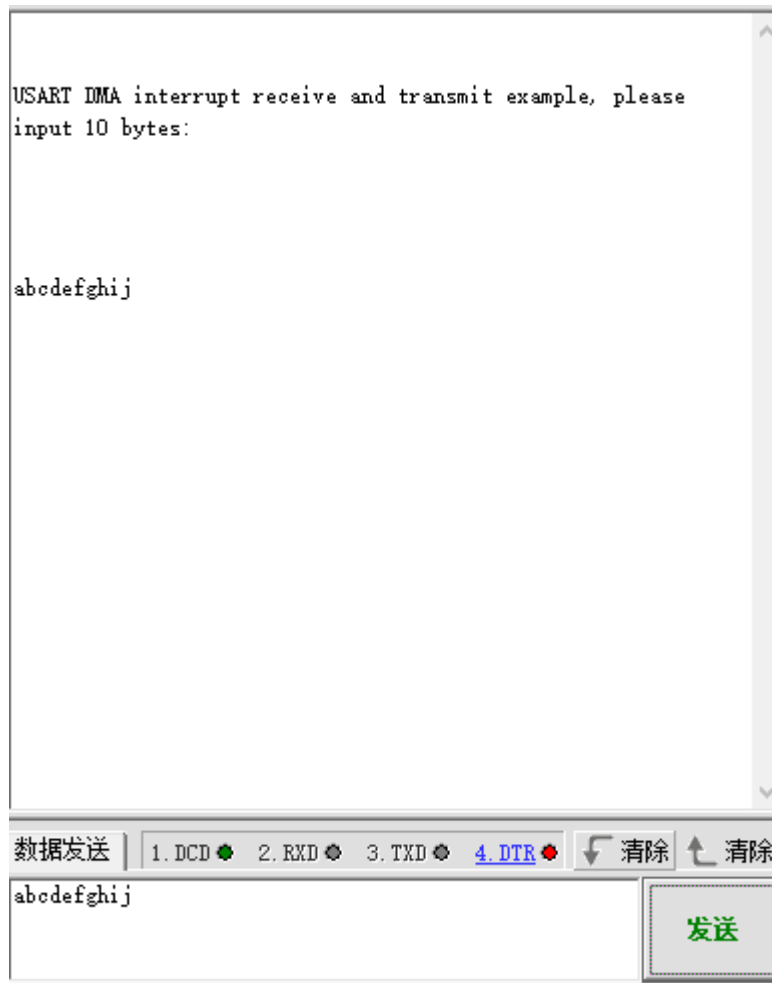 USART DMA interrupt receive and transmit example, please
input 10 bytes:
abcdefghij
数据发送 1.DCD 2.RXD 3.TXD 4.DTR 清除 清除
abcdefghij
发送